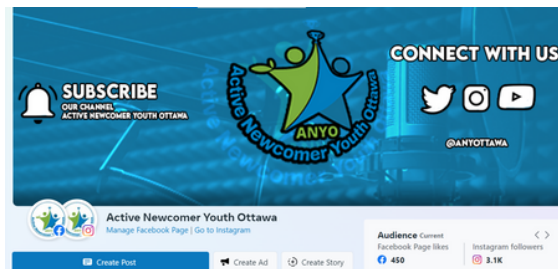 CONNECT WITH US
SUBSCRIBE
OUR CHANNEL
ACTIVE NEWCOMER YOUTH OTTAWA
Active Newcomer Youth Ottawa
ANYO
@ANYOTTAWA
Active Newcomer Youth Ottawa
Manage Facebook Page | Go to Instagram
Create Post
Create Ad
Create Story
Audience Current
Facebook Page likes
450
Instagram followers
3.1K